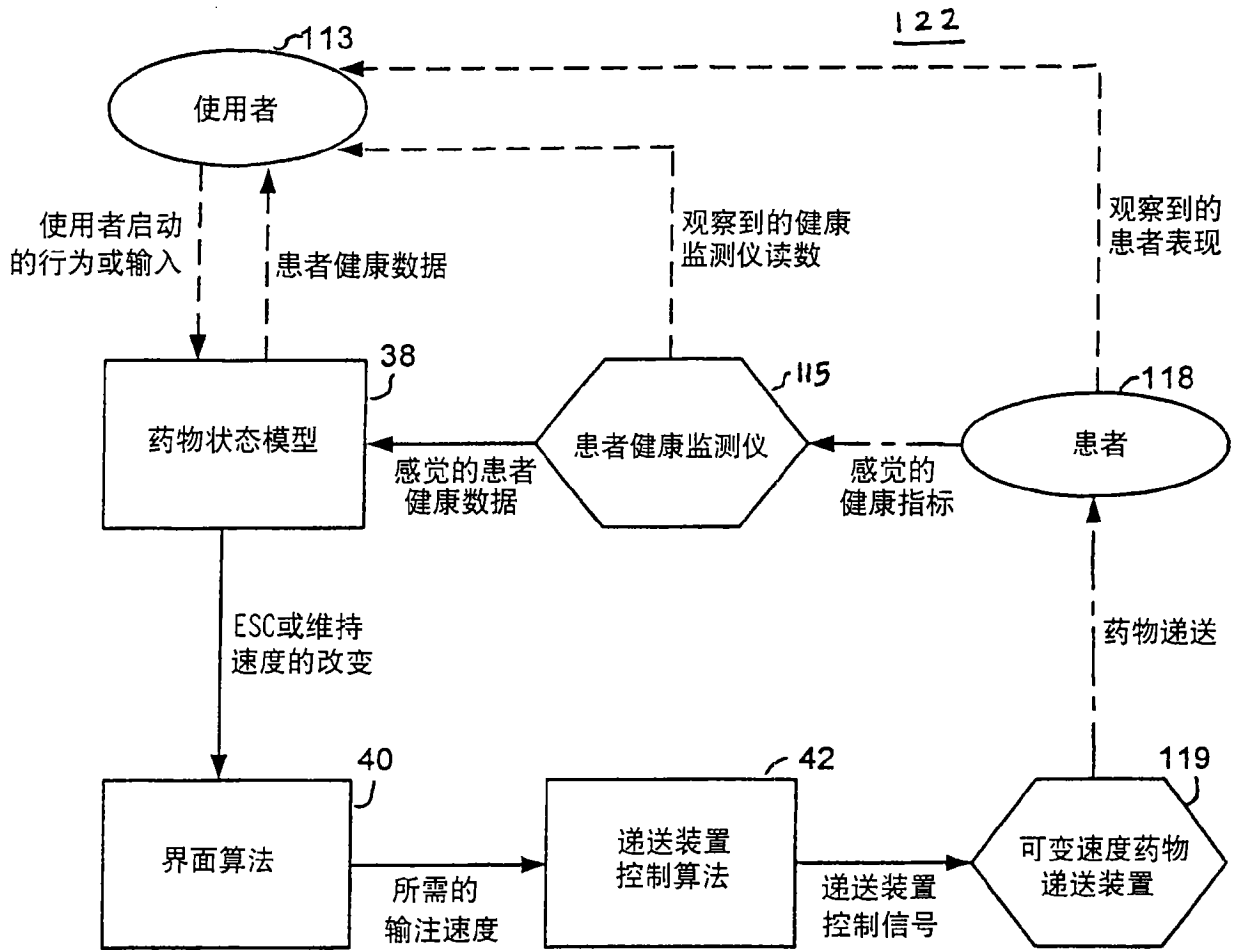 122
113
使用者
使用者启动
的行为或输入
患者健康数据
观察到的健康
监测仪读数
观察到的
患者表现
38
药物状态模型
115
患者健康监测仪
118
患者
感觉的患者
健康数据
感觉的
健康指标
ESC或维持
速度的改变
药物递送
40
界面算法
所需的
输注速度
42
递送装置
控制算法
递送装置
控制信号
119
可变速度药物
递送装置